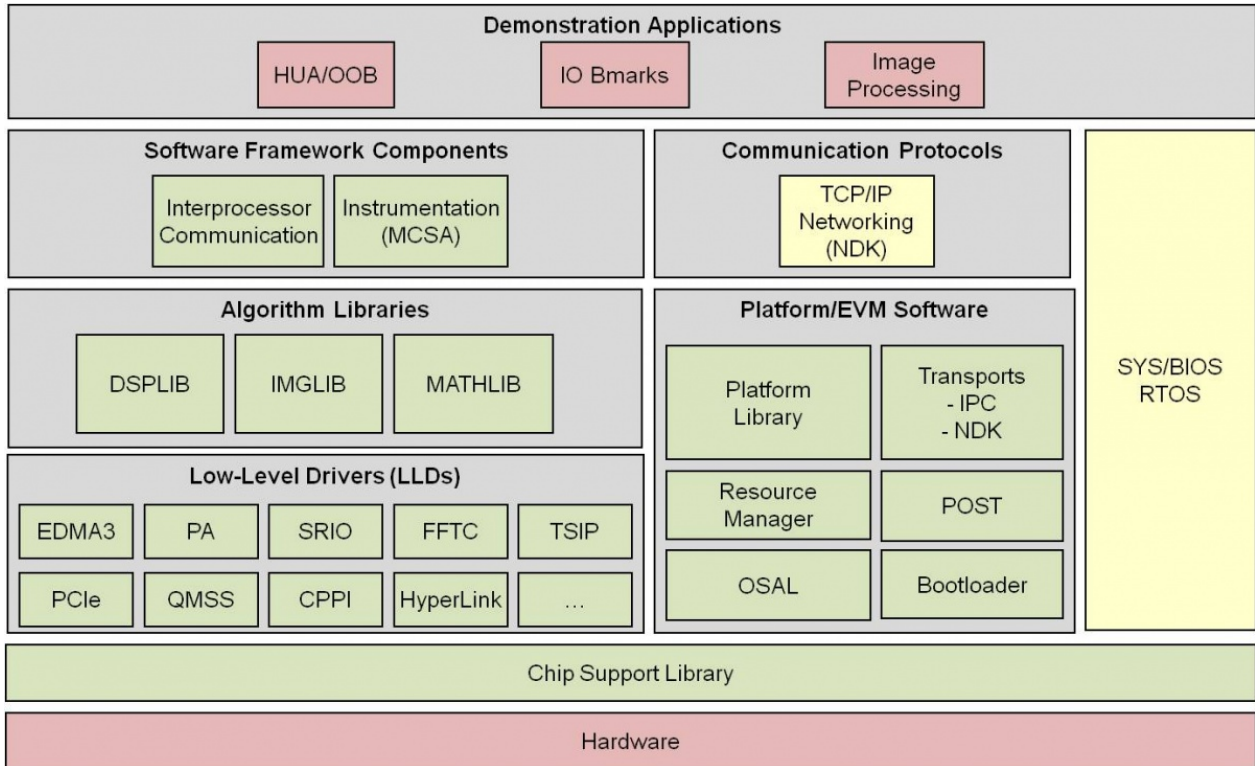 Demonstration Applications
HUA/OOB
IO Bmarks
Image
Processing
Software Framework Components
Interprocessor
Communication
Instrumentation
(MCSA)
Communication Protocols
TCP/IP
Networking
(NDK)
SYS/BIOS
RTOS
Algorithm Libraries
DSPLIB
IMGLIB
MATHLIB
Platform/EVM Software
Platform
Library
Transports
- IPC
- NDK
Resource
Manager
POST
OSAL
Bootloader
Low-Level Drivers (LLDs)
EDMA3
PA
SRIO
FFTC
TSIP
PCIe
QMSS
CPPI
HyperLink
…
Chip Support Library
Hardware